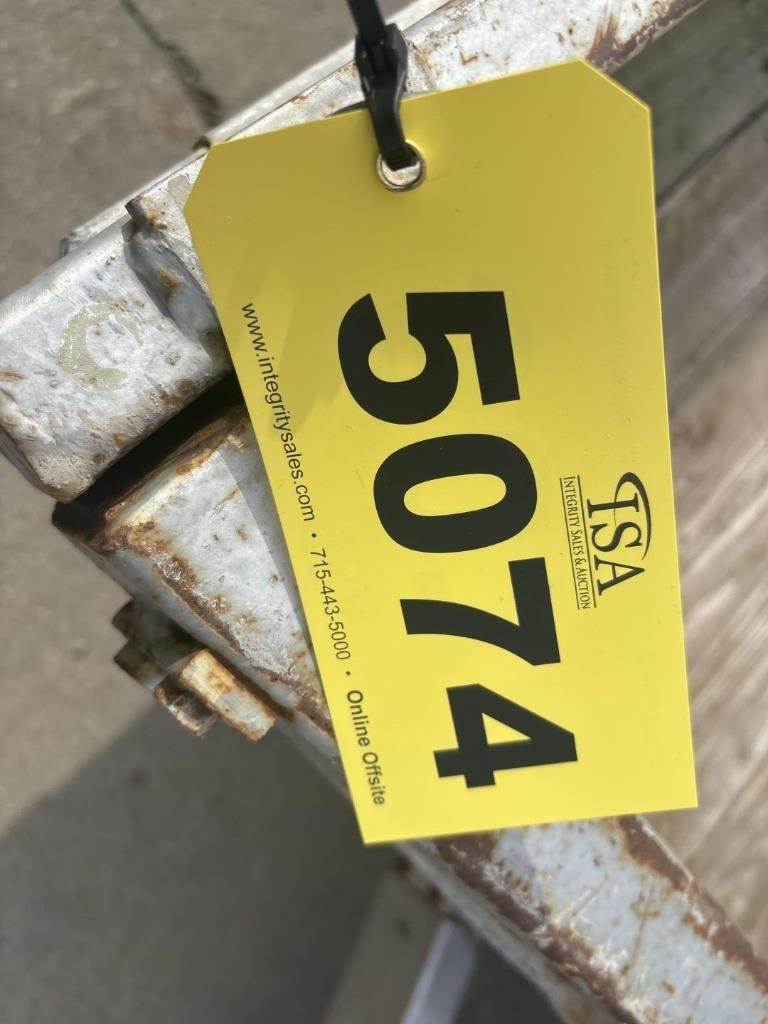 ISA
INTEGRITY SALES & AUCTION
5074
www.integritysales.com • 715-443-5000 • Online Offsite